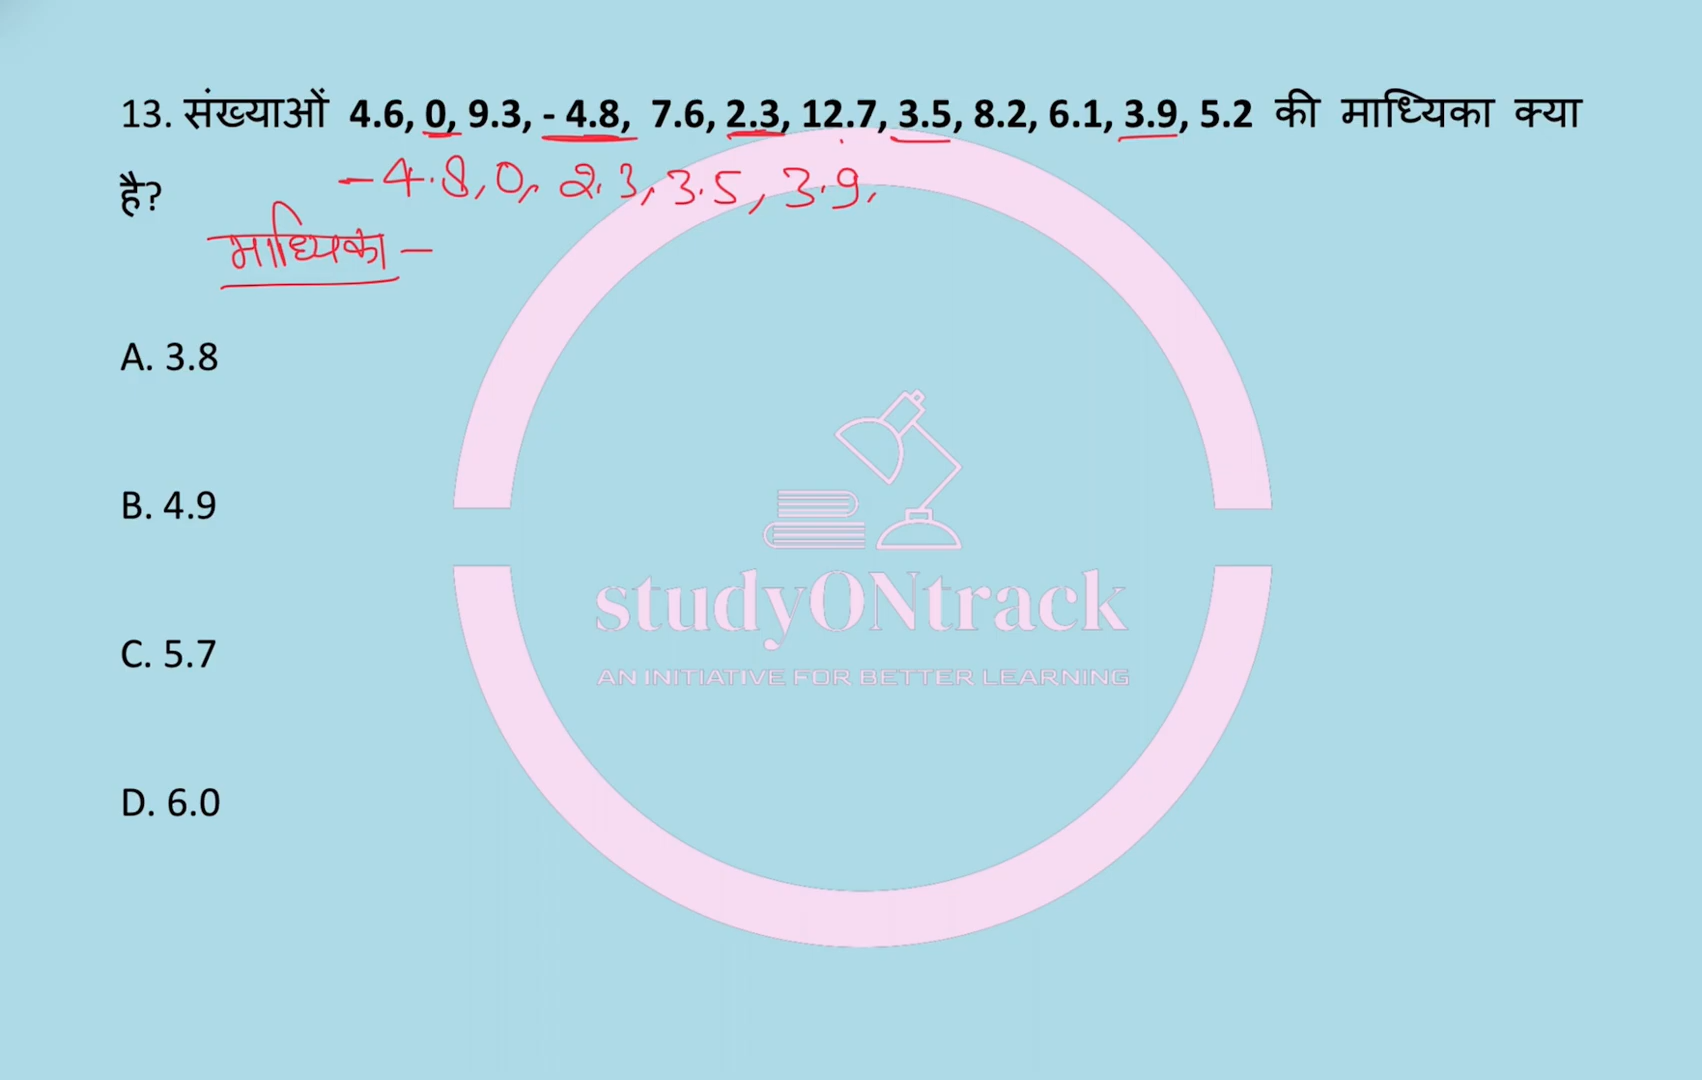 13. संख्याओं 4.6, 0, 9.3, - 4.8, 7.6, 2.3, 12.7, 3.5, 8.2, 6.1, 3.9, 5.2 की माध्यिका क्या
है?
-4.8, 0, 2.3, 3.5, 3.9,
माध्यिका -
A. 3.8
B. 4.9
C. 5.7
D. 6.0
studyONtrack
AN INITIATIVE FOR BETTER LEARNING